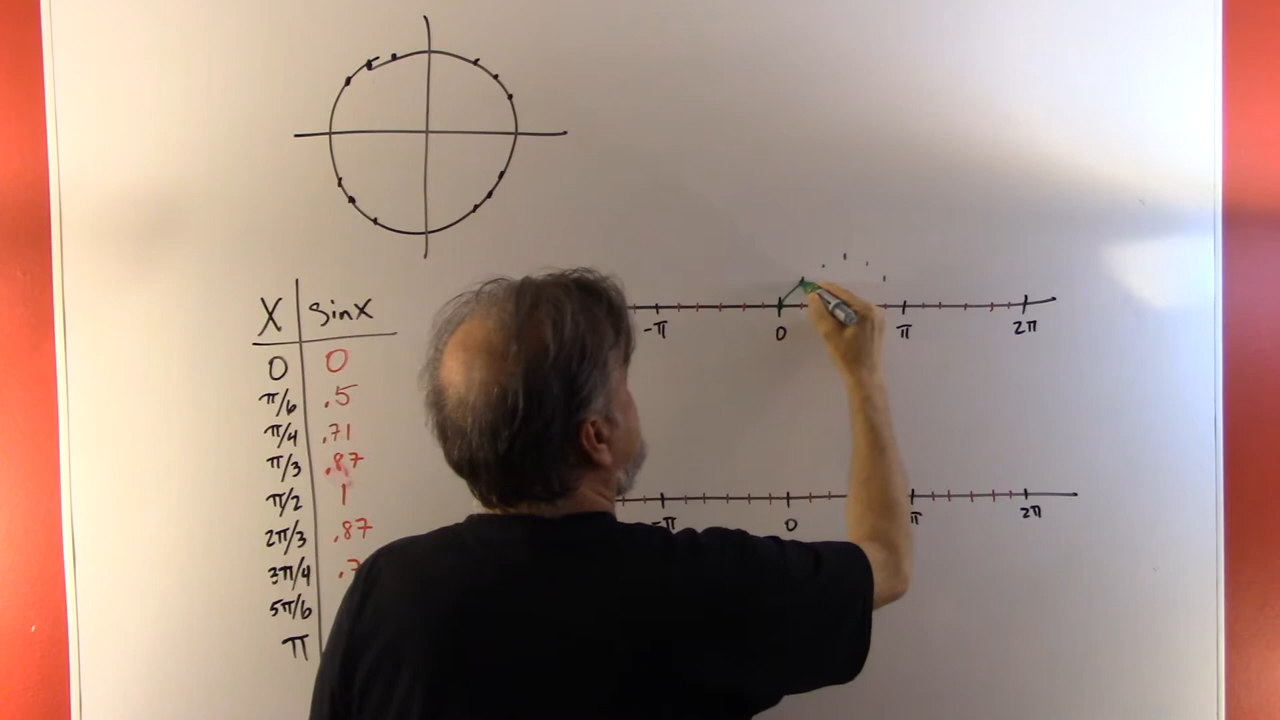 X sinx
0 0
π/6 .5
π/4 .71
π/3 .87
π/2 1
2π/3 .87
3π/4 .7
5π/6
π
-π 0 π 2π
-π 0 π 2π